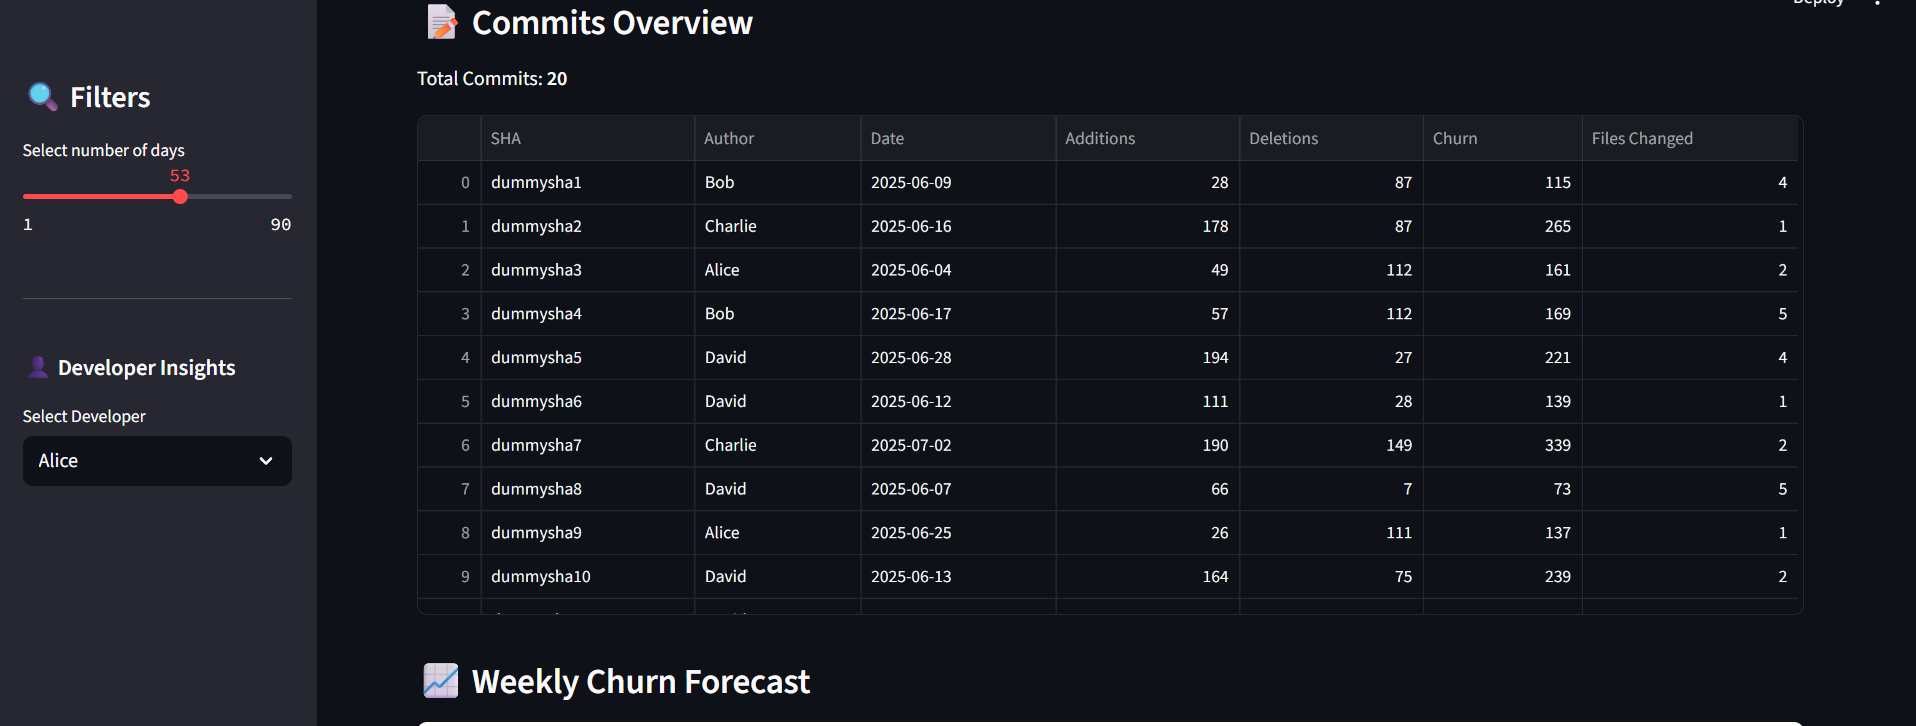 Deploy
Filters
Select number of days
53
1 90
Developer Insights
Select Developer
Alice
Commits Overview
Total Commits: 20
SHA Author Date Additions Deletions Churn Files Changed
0 dummysha1 Bob 2025-06-09 28 87 115 4
1 dummysha2 Charlie 2025-06-16 178 87 265 1
2 dummysha3 Alice 2025-06-04 49 112 161 2
3 dummysha4 Bob 2025-06-17 57 112 169 5
4 dummysha5 David 2025-06-28 194 27 221 4
5 dummysha6 David 2025-06-12 111 28 139 1
6 dummysha7 Charlie 2025-07-02 190 149 339 2
7 dummysha8 David 2025-06-07 66 7 73 5
8 dummysha9 Alice 2025-06-25 26 111 137 1
9 dummysha10 David 2025-06-13 164 75 239 2
Weekly Churn Forecast